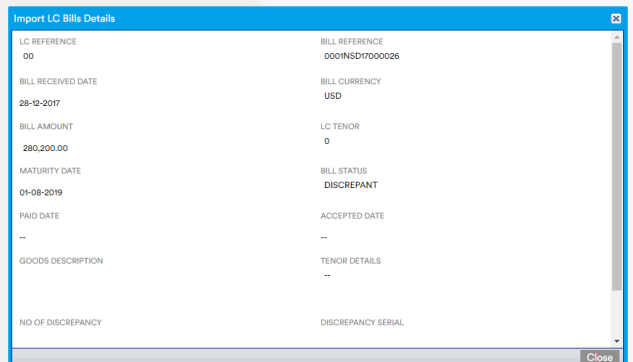 Import LC Bills Details
LC REFERENCE BILL REFERENCE
00 0001NSD17000026
BILL RECEIVED DATE BILL CURRENCY
28-12-2017 USD
BILL AMOUNT LC TENOR
280,200.00 0
MATURITY DATE BILL STATUS
01-08-2019 DISCREPANT
PAID DATE ACCEPTED DATE
-- --
GOODS DESCRIPTION TENOR DETAILS
--
NO OF DISCREPANCY DISCREPANCY SERIAL
Close